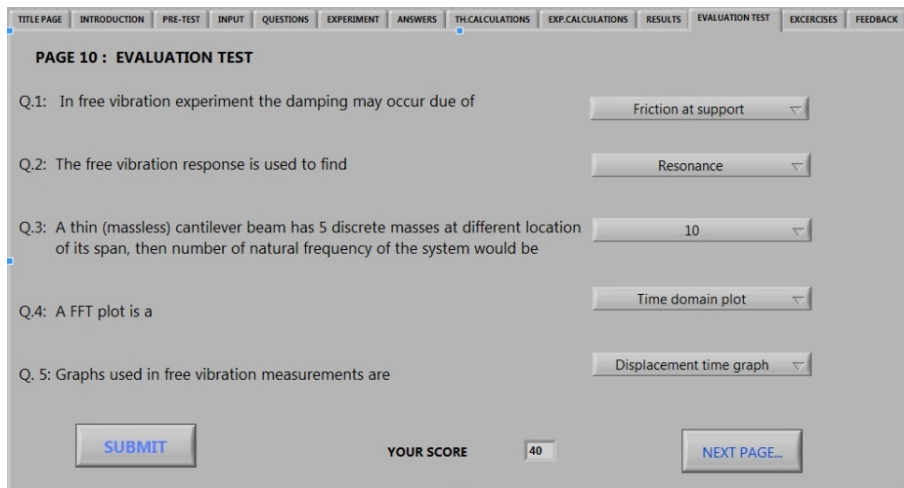 TITLE PAGE INTRODUCTION PRE-TEST INPUT QUESTIONS EXPERIMENT ANSWERS TH.CALCULATIONS EXP.CALCULATIONS RESULTS EVALUATION TEST EXCERCISES FEEDBACK
PAGE 10 : EVALUATION TEST
Q.1: In free vibration experiment the damping may occur due of
Friction at support
Q.2: The free vibration response is used to find
Resonance
Q.3: A thin (massless) cantilever beam has 5 discrete masses at different location
of its span, then number of natural frequency of the system would be
10
Q.4: A FFT plot is a
Time domain plot
Q. 5: Graphs used in free vibration measurements are
Displacement time graph
SUBMIT
YOUR SCORE 40
NEXT PAGE...